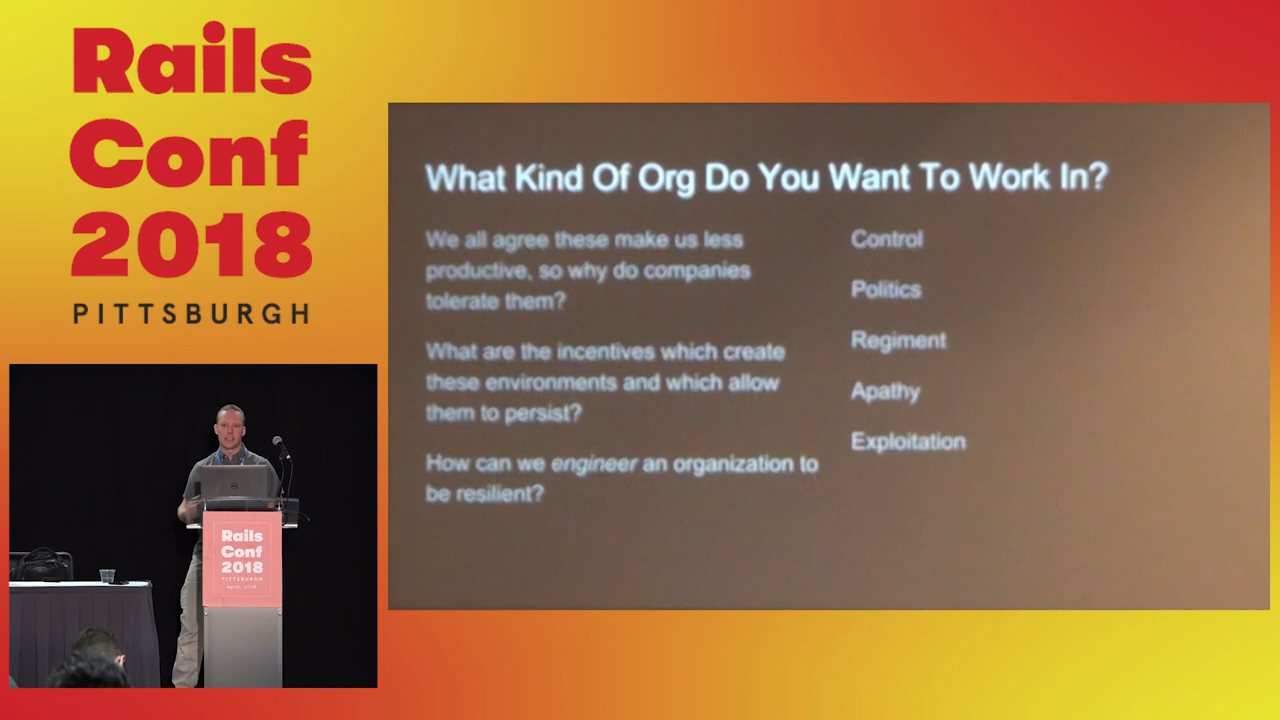 Rails
Conf
2018
PITTSBURGH
What Kind Of Org Do You Want To Work In?
We all agree these make us less
productive, so why do companies
tolerate them?
What are the incentives which create
these environments and which allow
them to persist?
How can we engineer an organization to
be resilient?
Control
Politics
Regiment
Apathy
Exploitation
Rails
Conf
2018
PITTSBURGH